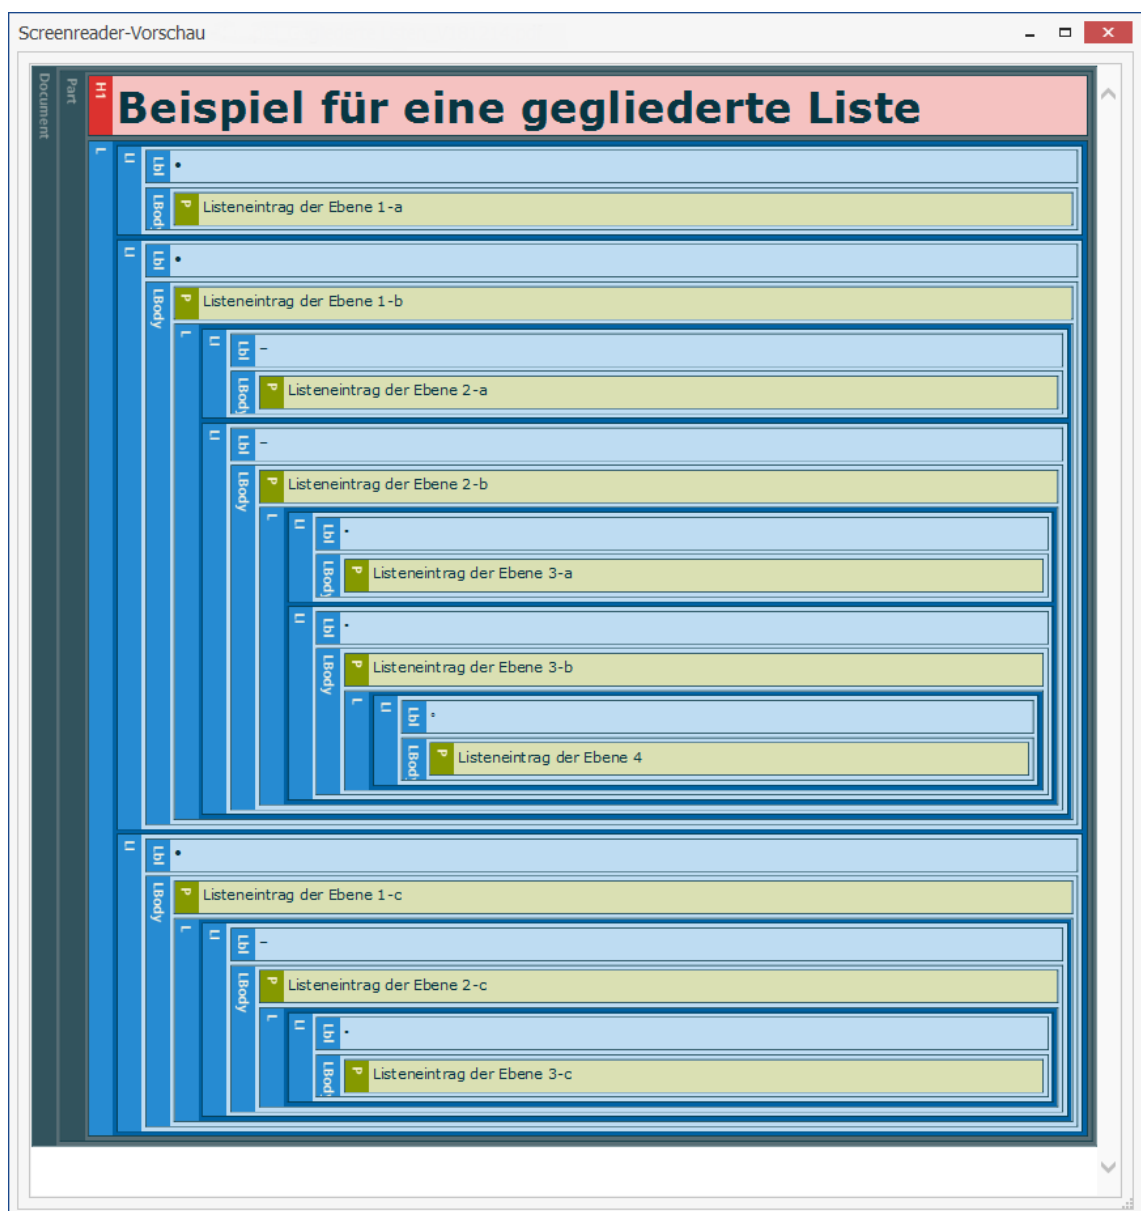 Screenreader-Vorschau
Document
Part
H1
Beispiel für eine gegliederte Liste
L
LI
Lbl •
LBody
P Listeneintrag der Ebene 1-a
LI
Lbl •
LBody
P Listeneintrag der Ebene 1-b
L
LI
Lbl –
LBody
P Listeneintrag der Ebene 2-a
LI
Lbl –
LBody
P Listeneintrag der Ebene 2-b
L
LI
Lbl ·
LBody
P Listeneintrag der Ebene 3-a
LI
Lbl ·
LBody
P Listeneintrag der Ebene 3-b
L
LI
Lbl ◦
LBody
P Listeneintrag der Ebene 4
LI
Lbl •
LBody
P Listeneintrag der Ebene 1-c
L
LI
Lbl –
LBody
P Listeneintrag der Ebene 2-c
L
LI
Lbl ·
LBody
P Listeneintrag der Ebene 3-c